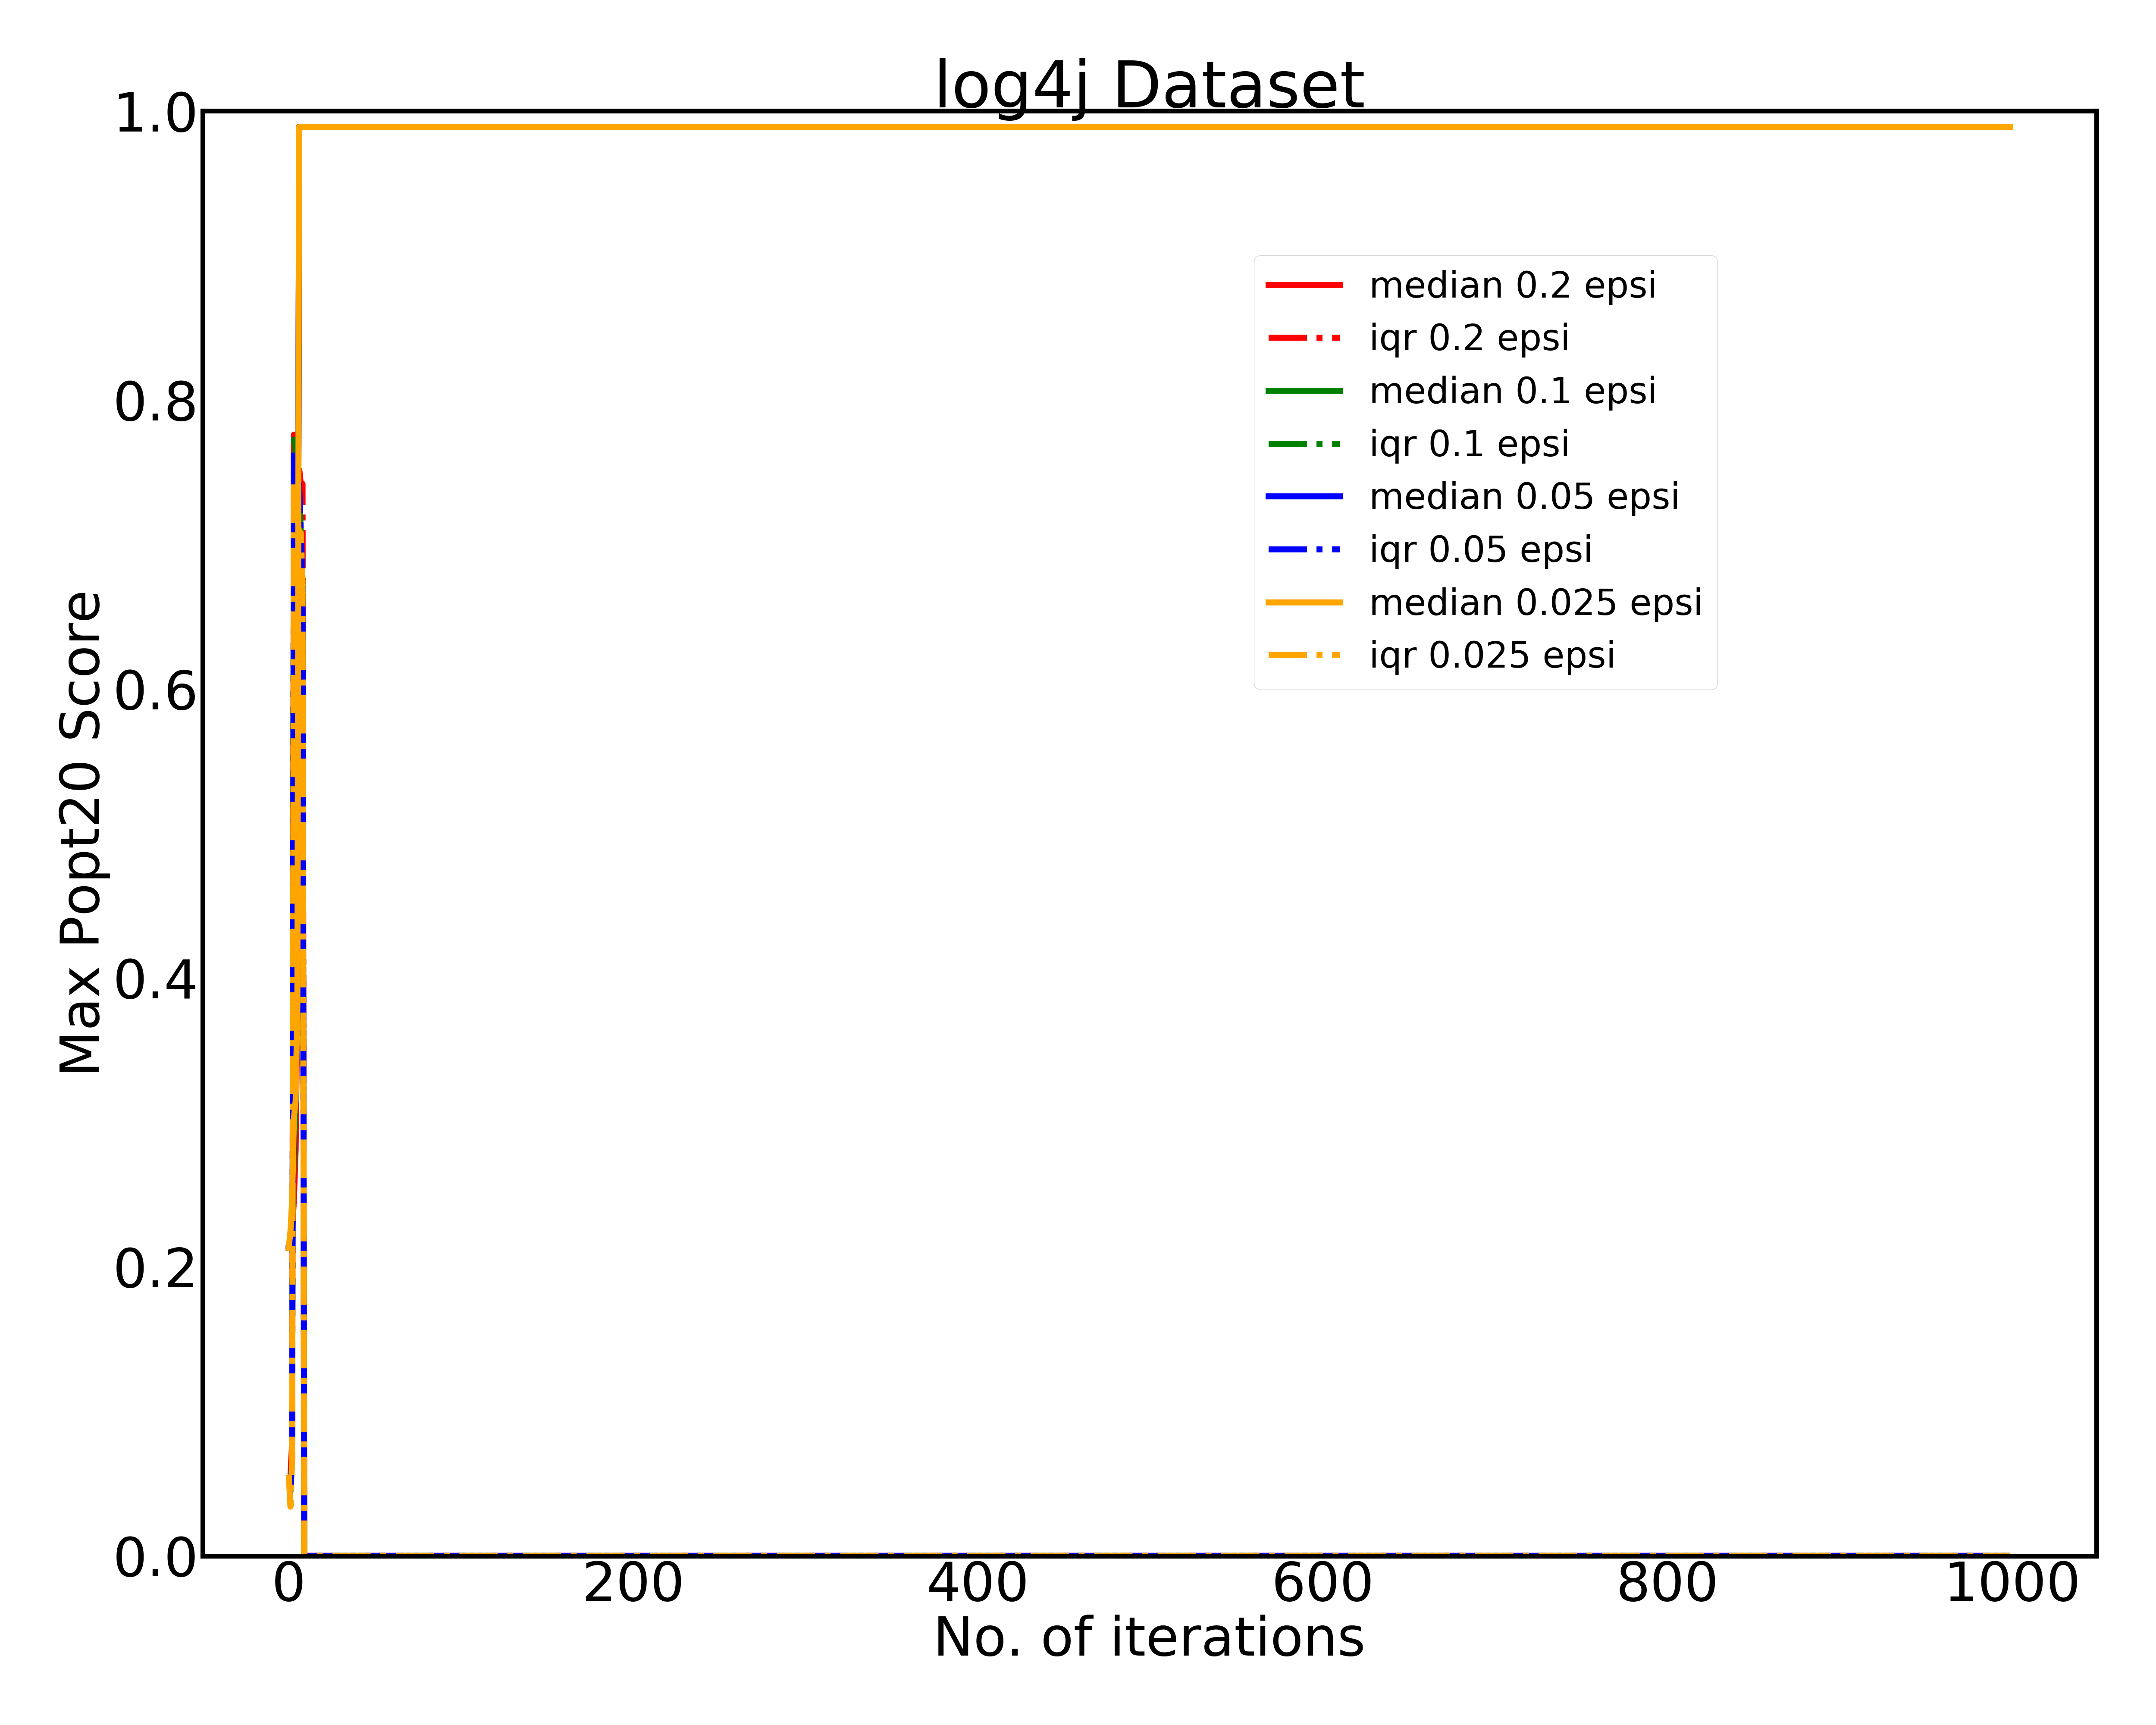 log4j Dataset
1.0
0.8
0.6
0.4
0.2
0.0
Max Popt20 Score
median 0.2 epsi
iqr 0.2 epsi
median 0.1 epsi
iqr 0.1 epsi
median 0.05 epsi
iqr 0.05 epsi
median 0.025 epsi
iqr 0.025 epsi
0 200 400 600 800 1000
No. of iterations